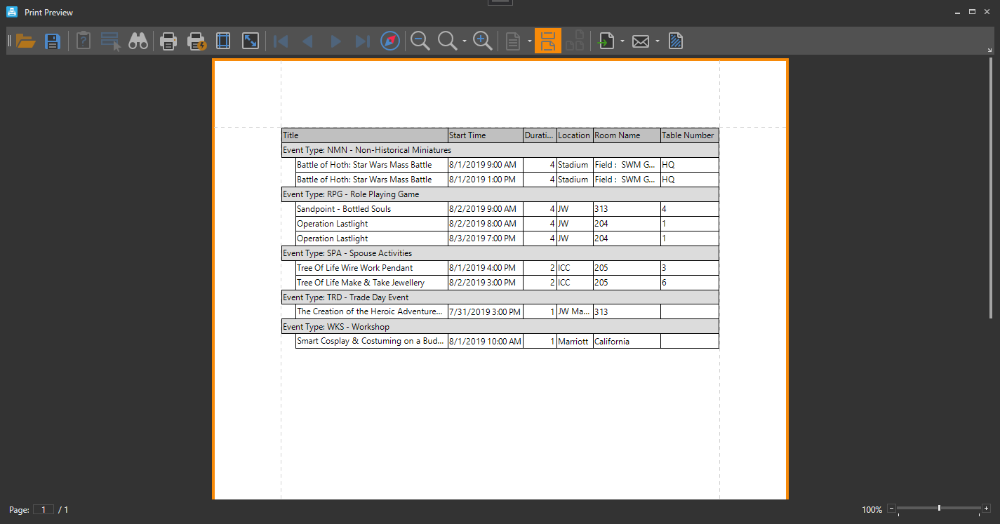 Print Preview
Title Start Time Durati... Location Room Name Table Number
Event Type: NMN - Non-Historical Miniatures
Battle of Hoth: Star Wars Mass Battle 8/1/2019 9:00 AM 4 Stadium Field :  SWM G... HQ
Battle of Hoth: Star Wars Mass Battle 8/1/2019 1:00 PM 4 Stadium Field :  SWM G... HQ
Event Type: RPG - Role Playing Game
Sandpoint - Bottled Souls 8/2/2019 9:00 AM 4 JW 313 4
Operation Lastlight 8/2/2019 8:00 AM 4 JW 204 1
Operation Lastlight 8/3/2019 7:00 PM 4 JW 204 1
Event Type: SPA - Spouse Activities
Tree Of Life Wire Work Pendant 8/1/2019 4:00 PM 2 ICC 205 3
Tree Of Life Make & Take Jewellery 8/2/2019 3:00 PM 2 ICC 205 6
Event Type: TRD - Trade Day Event
The Creation of the Heroic Adventure... 7/31/2019 3:00 PM 1 JW Ma... 313
Event Type: WKS - Workshop
Smart Cosplay & Costuming on a Bud... 8/1/2019 10:00 AM 1 Marriott California
Page: 1 / 1 100%